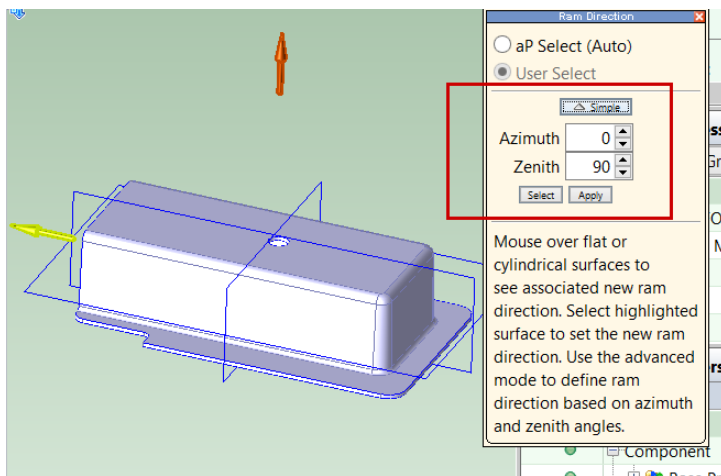 Ram Direction
aP Select (Auto)
User Select
Simple
Azimuth 0
Zenith 90
Select Apply
Mouse over flat or
cylindrical surfaces to
see associated new ram
direction. Select highlighted
surface to set the new ram
direction. Use the advanced
mode to define ram
direction based on azimuth
and zenith angles.
Component